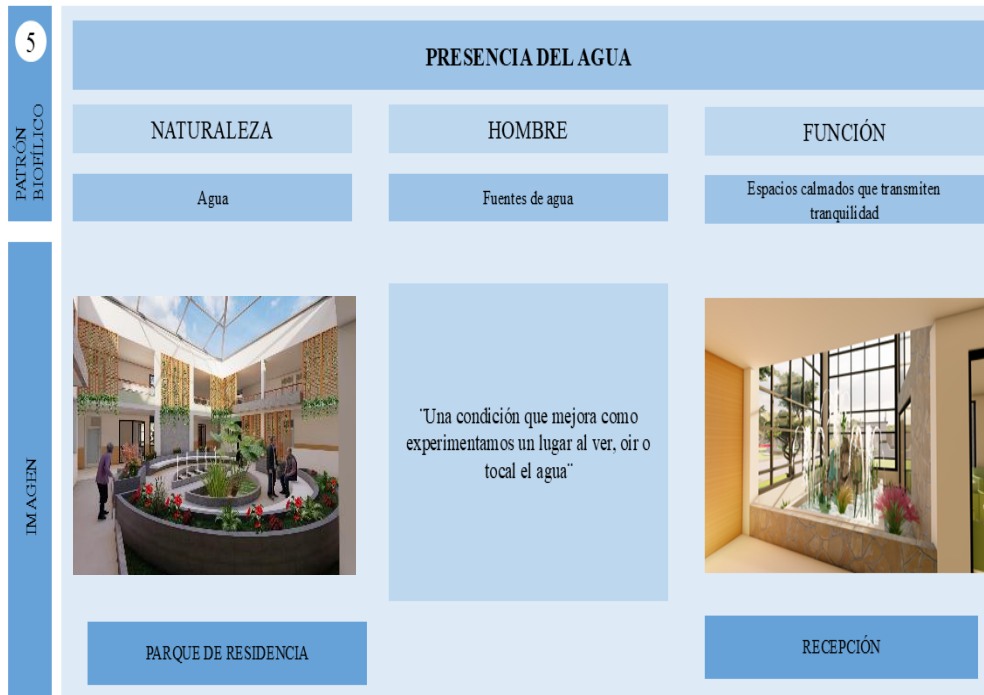 5
PATRÓN
BIOFÍLICO
PRESENCIA DEL AGUA
NATURALEZA
HOMBRE
FUNCIÓN
Agua
Fuentes de agua
Espacios calmados que transmiten
tranquilidad
IMAGEN
¨Una condición que mejora como
experimentamos un lugar al ver, oir o
tocal el agua¨
PARQUE DE RESIDENCIA
RECEPCIÓN